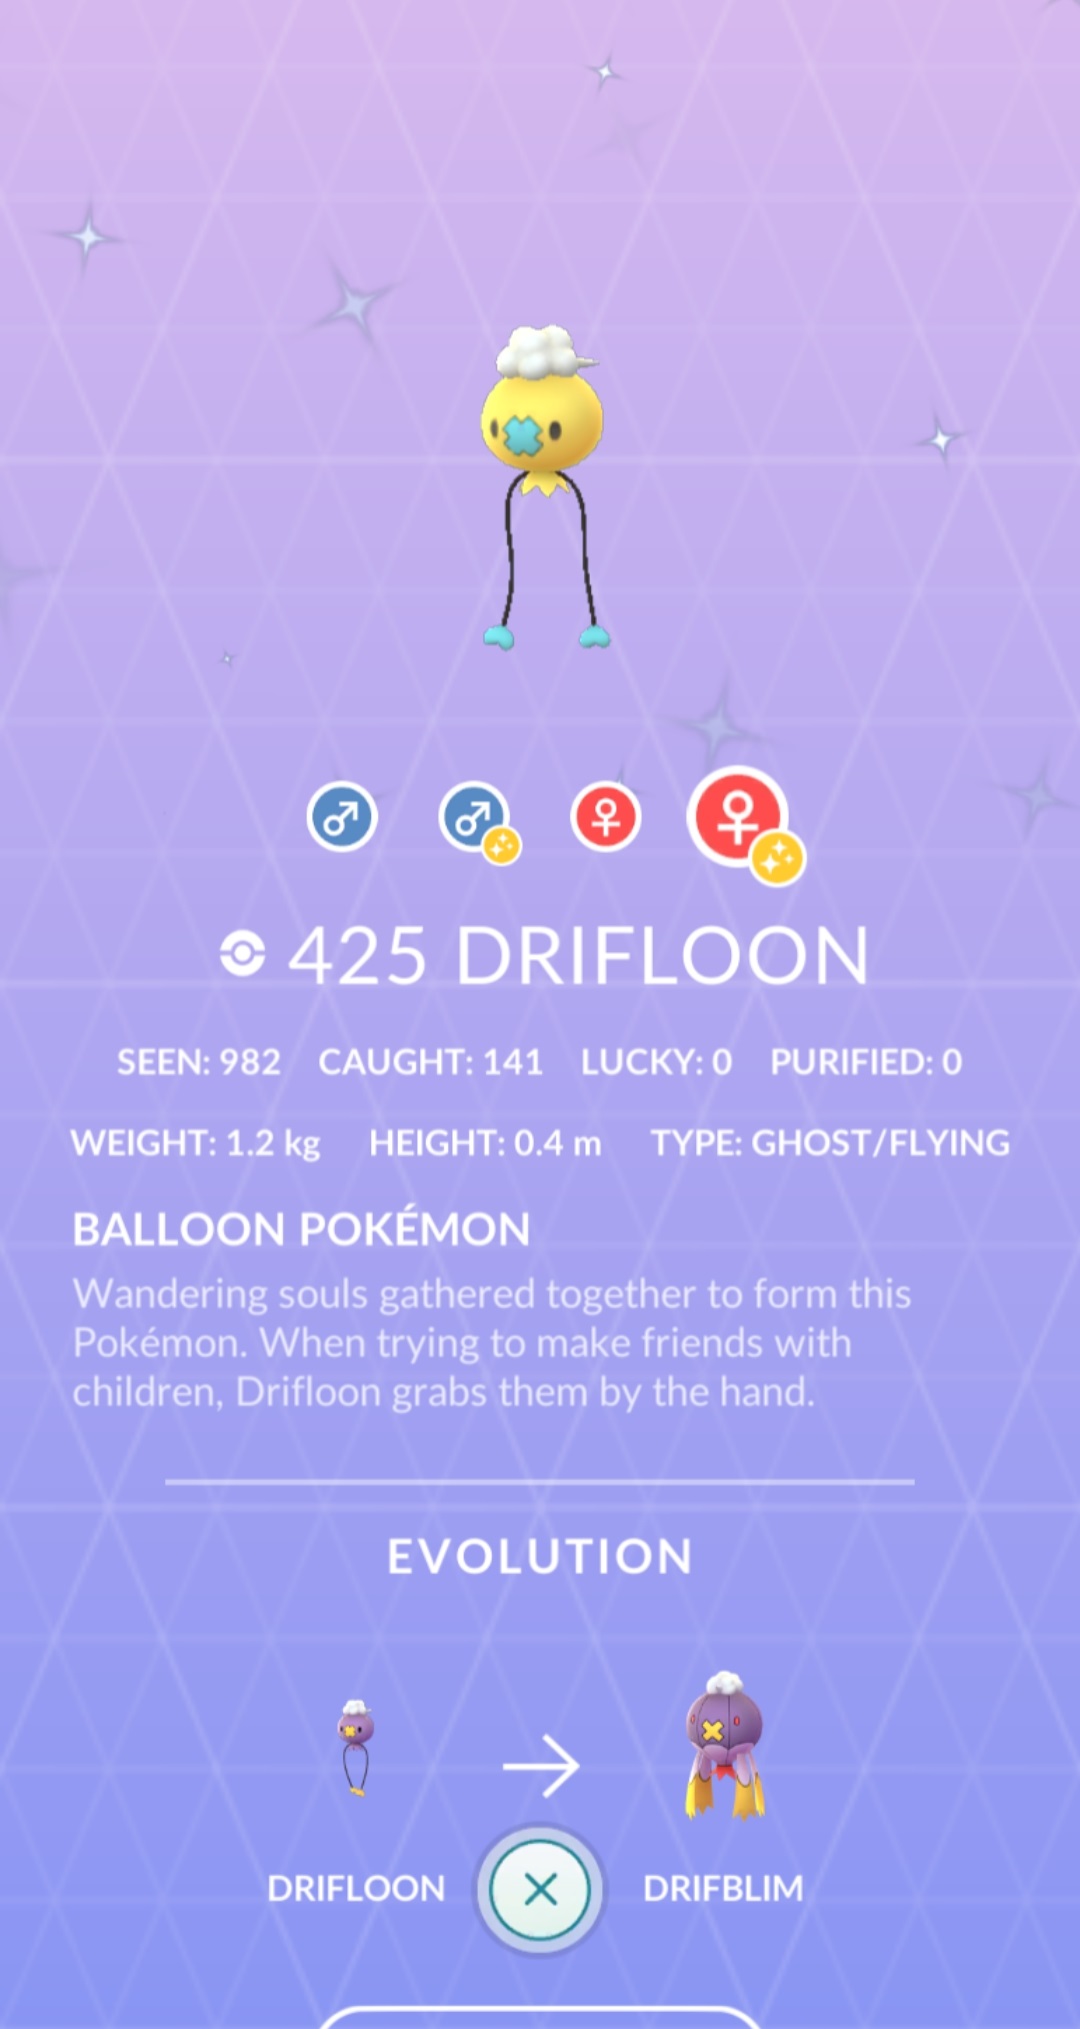 425 DRIFLOON
SEEN: 982 CAUGHT: 141 LUCKY: 0 PURIFIED: 0
WEIGHT: 1.2 kg HEIGHT: 0.4 m TYPE: GHOST/FLYING
BALLOON POKÉMON
Wandering souls gathered together to form this
Pokémon. When trying to make friends with
children, Drifloon grabs them by the hand.
EVOLUTION
DRIFLOON DRIFBLIM